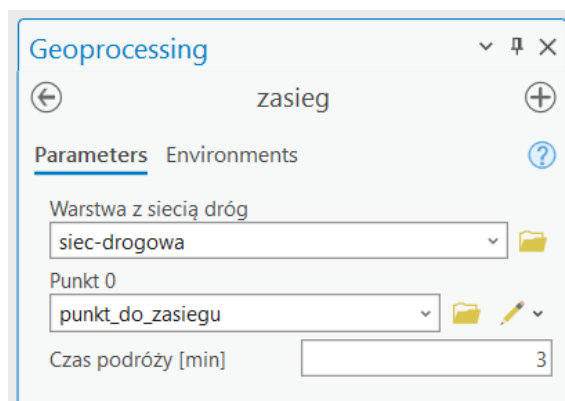 Geoprocessing
zasieg
Parameters Environments
Warstwa z siecią dróg
siec-drogowa
Punkt 0
punkt_do_zasiegu
Czas podróży [min] 3